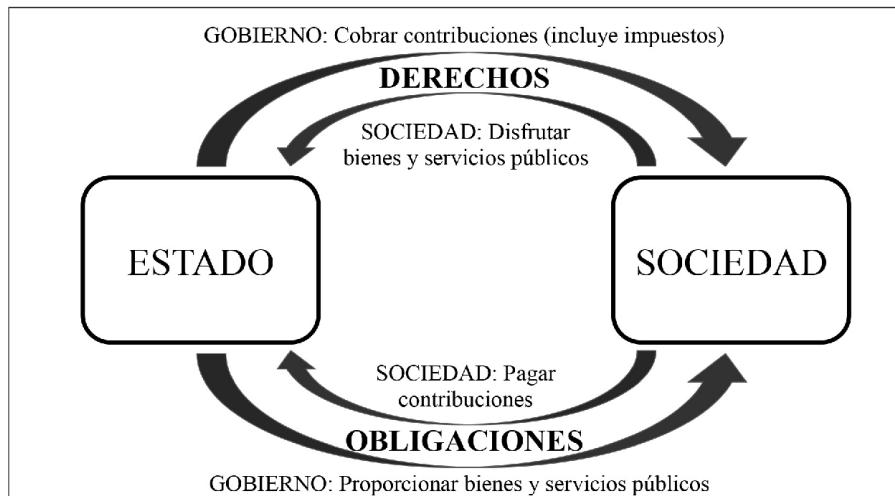 GOBIERNO: Cobrar contribuciones (incluye impuestos)
DERECHOS
SOCIEDAD: Disfrutar
bienes y servicios públicos
ESTADO
SOCIEDAD
SOCIEDAD: Pagar
contribuciones
OBLIGACIONES
GOBIERNO: Proporcionar bienes y servicios públicos